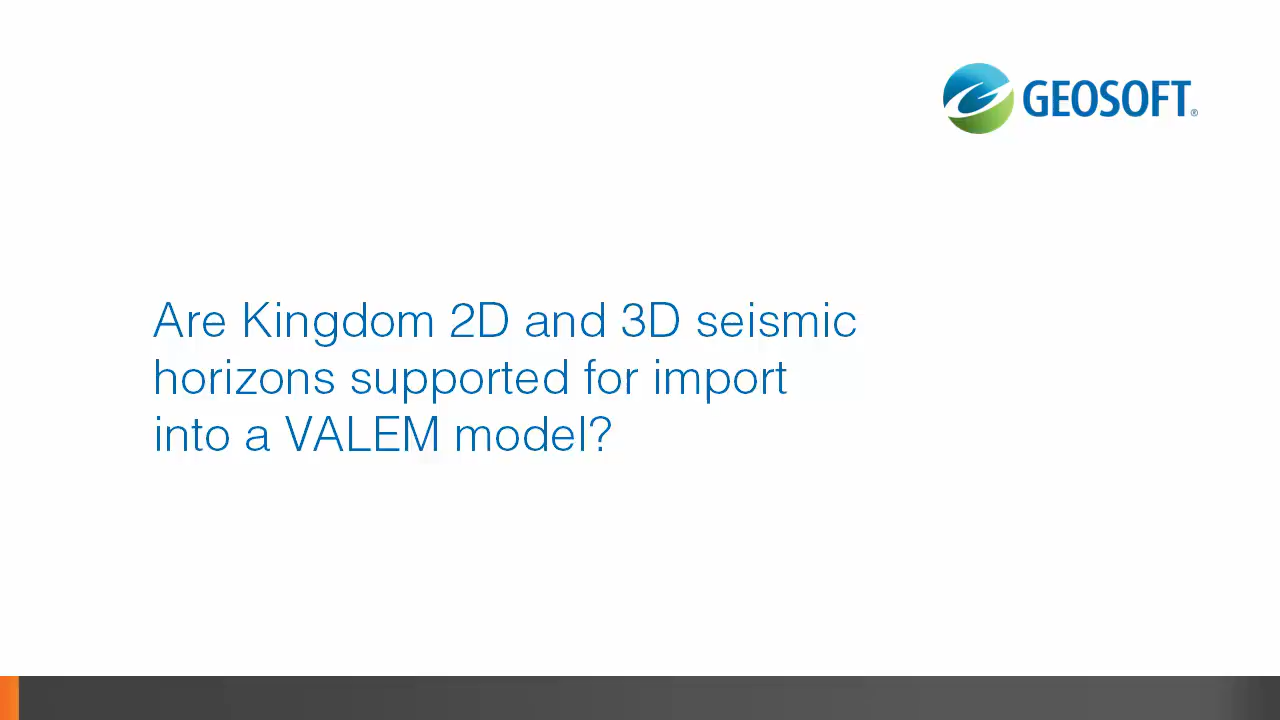 GEOSOFT®
Are Kingdom 2D and 3D seismic
horizons supported for import
into a VALEM model?